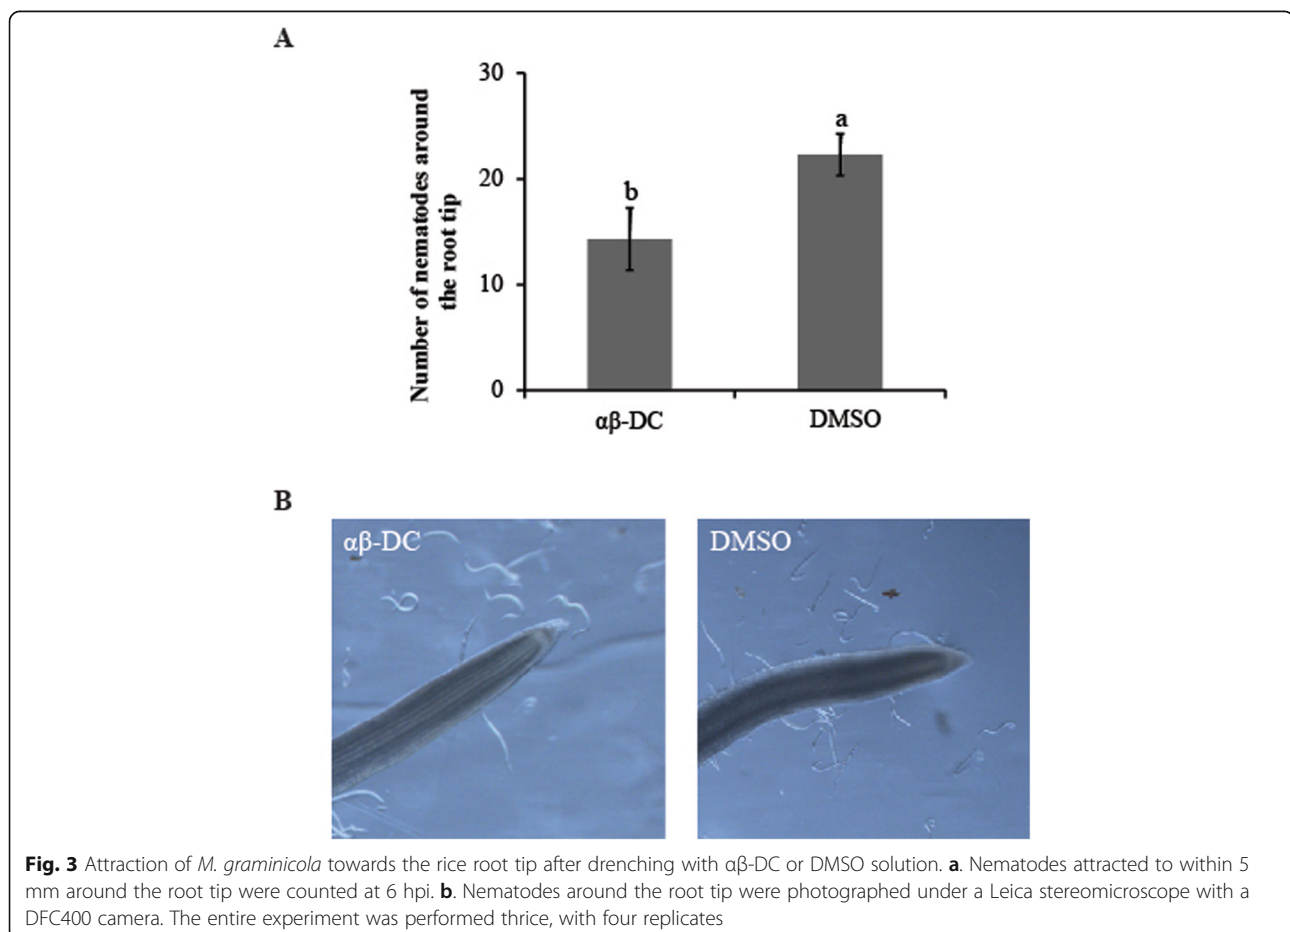 A
30
20
10
0
Number of nematodes around
the root tip
b
a
αβ-DC
DMSO
B
αβ-DC
DMSO
Fig. 3 Attraction of M. graminicola towards the rice root tip after drenching with αβ-DC or DMSO solution. a. Nematodes attracted to within 5
mm around the root tip were counted at 6 hpi. b. Nematodes around the root tip were photographed under a Leica stereomicroscope with a
DFC400 camera. The entire experiment was performed thrice, with four replicates